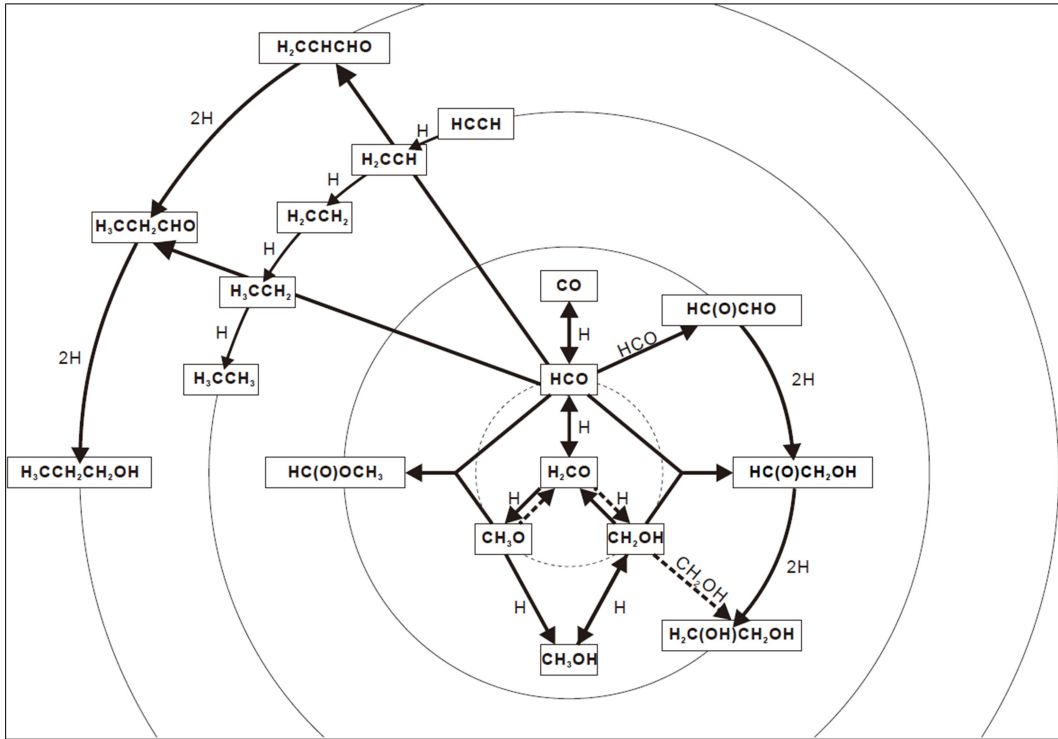 H₂CCHCHO
2H
HCCH
H
H₂CCH
H
H₂CCH₂
H₃CCH₂CHO
H
H₃CCH₂
CO
HC(O)CHO
H
H
HCO
2H
2H
H₃CCH₃
HCO
H
H₃CCH₂CH₂OH
HC(O)OCH₃
H₂CO
HC(O)CH₂OH
H
H
CH₃O
CH₂OH
CH₂OH
2H
H
H
H₂C(OH)CH₂OH
CH₃OH